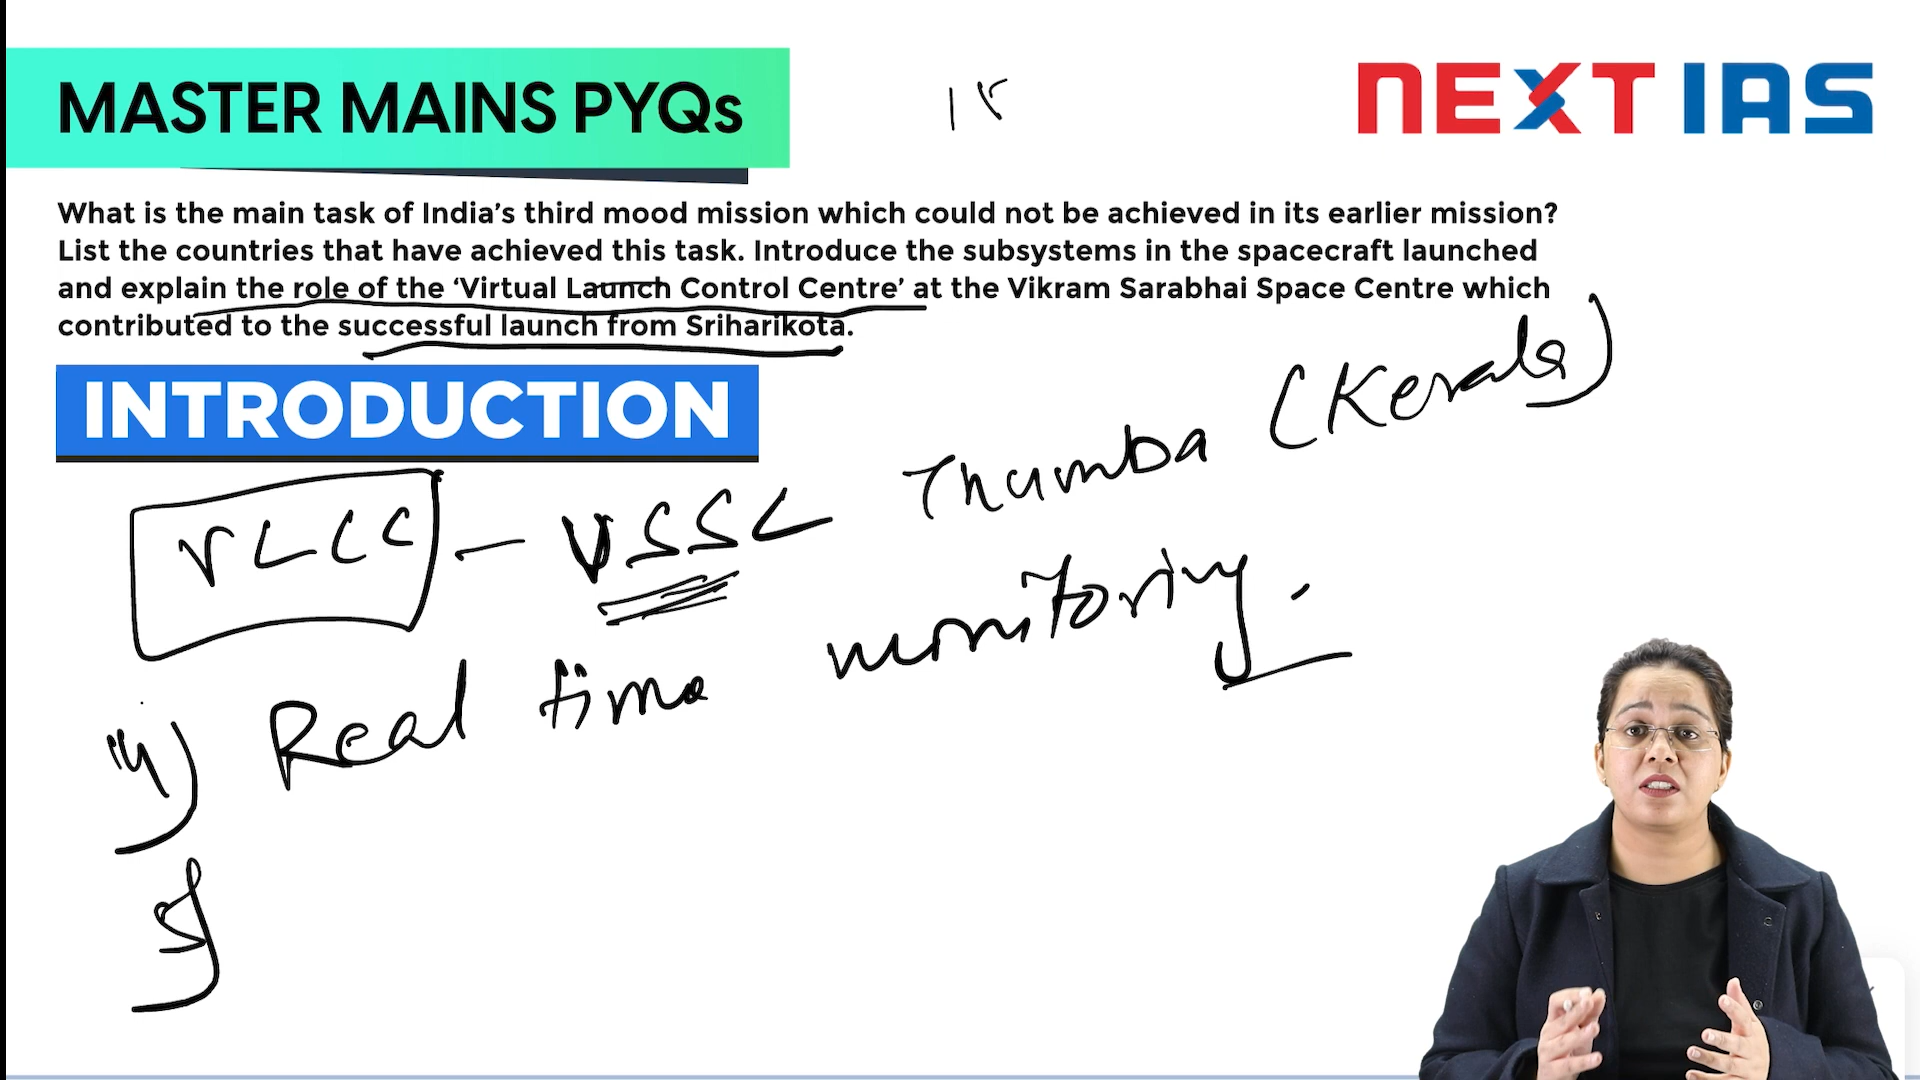 MASTER MAINS PYQs
15
NEXT IAS
What is the main task of India's third mood mission which could not be achieved in its earlier mission?
List the countries that have achieved this task. Introduce the subsystems in the spacecraft launched
and explain the role of the ‘Virtual Launch Control Centre’ at the Vikram Sarabhai Space Centre which
contributed to the successful launch from Sriharikota.
INTRODUCTION
VLCC - VSSC Thumba (Kerala)
Real time monitoring.